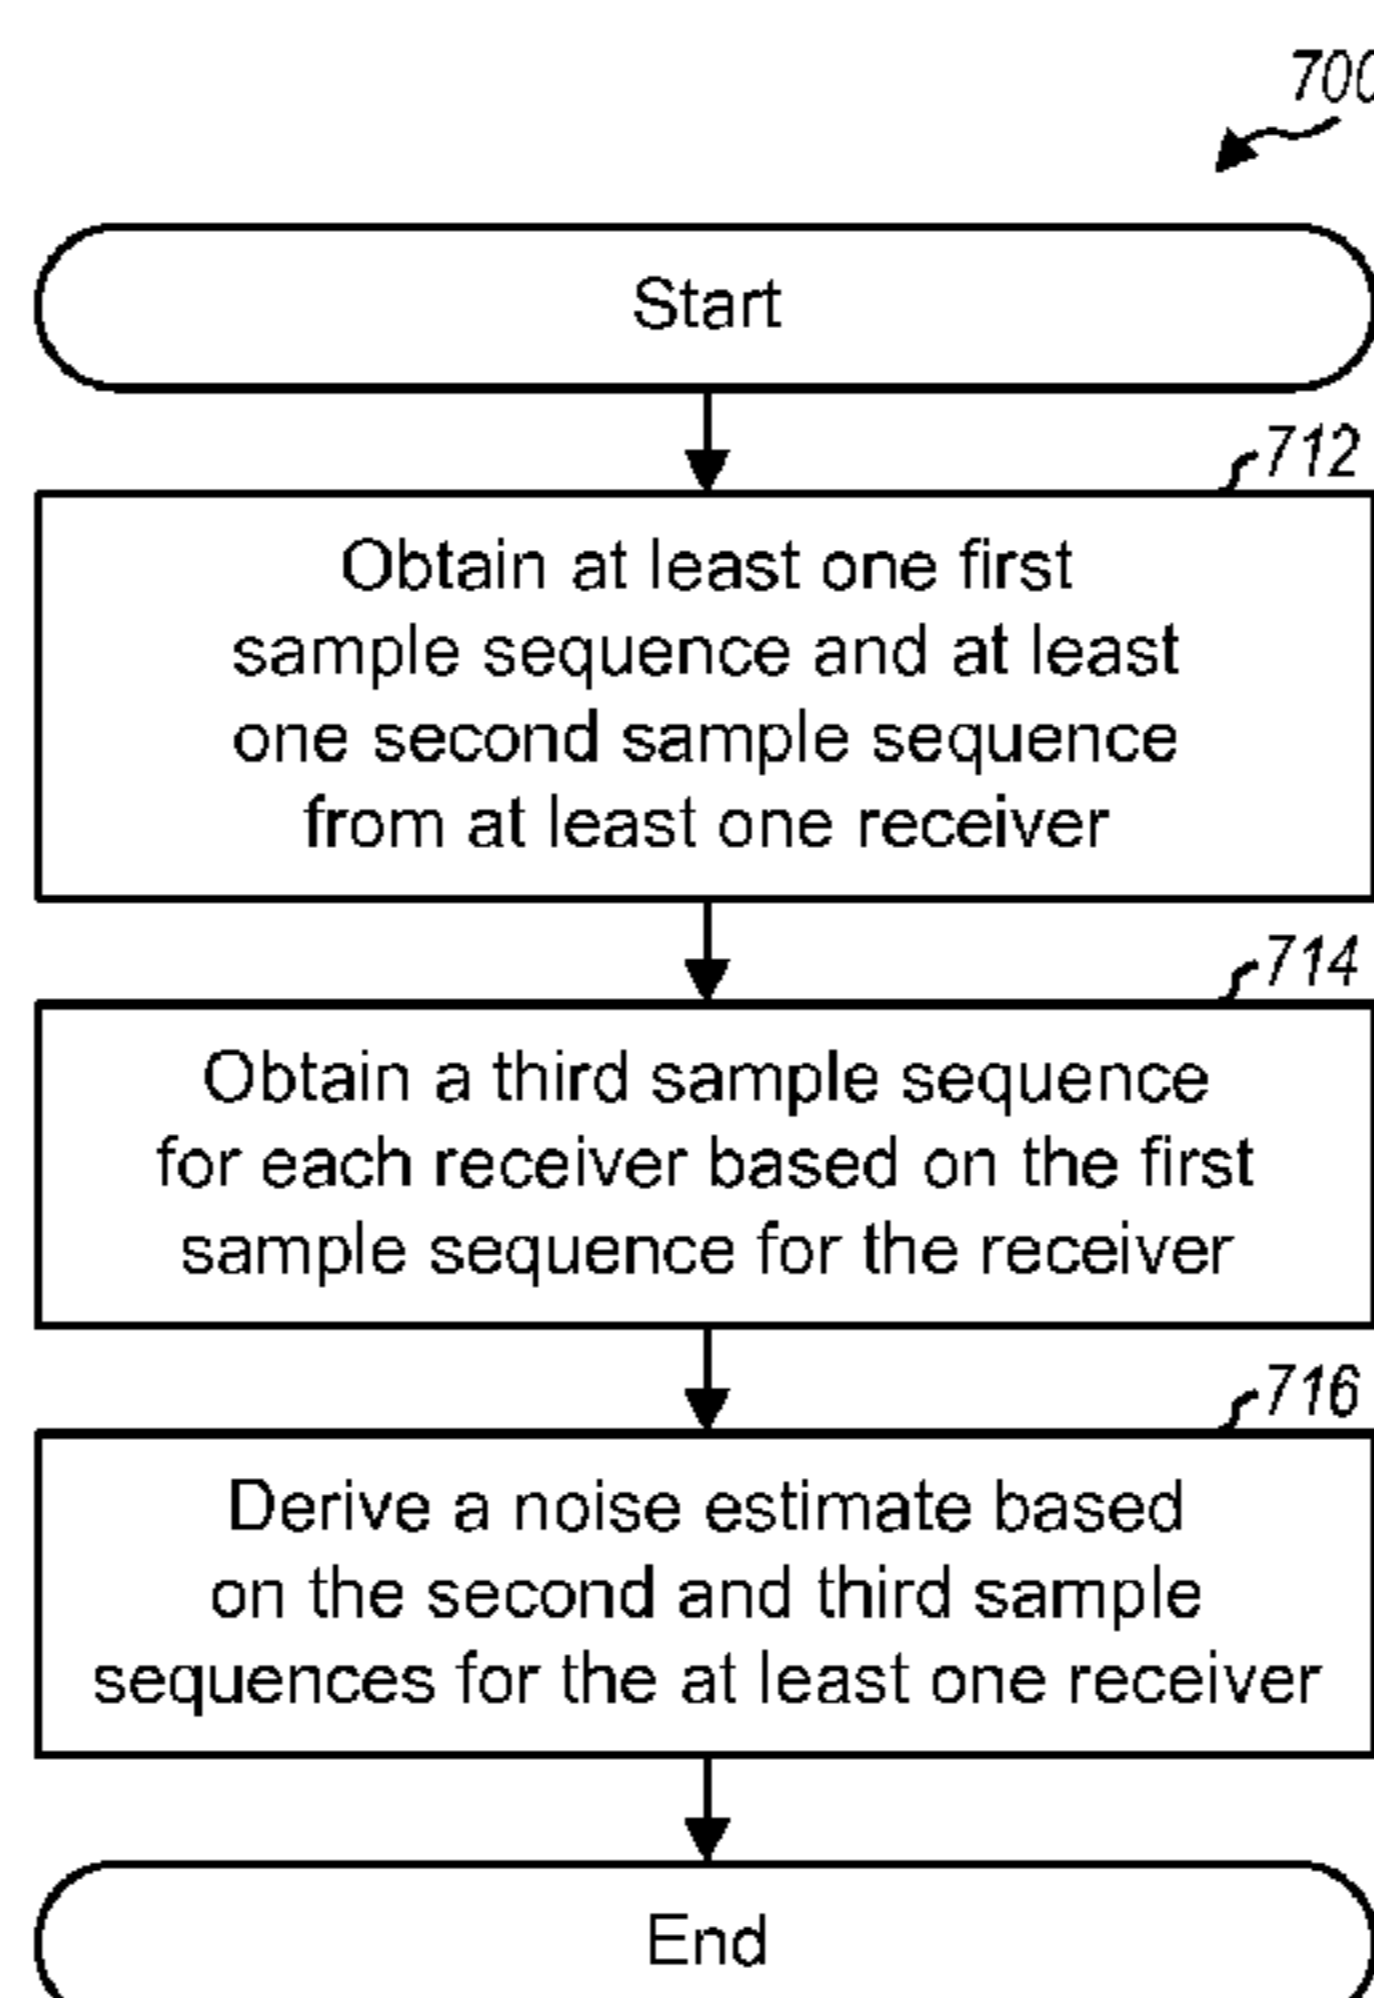 700
Start
712
Obtain at least one first
sample sequence and at least
one second sample sequence
from at least one receiver
714
Obtain a third sample sequence
for each receiver based on the first
sample sequence for the receiver
716
Derive a noise estimate based
on the second and third sample
sequences for the at least one receiver
End